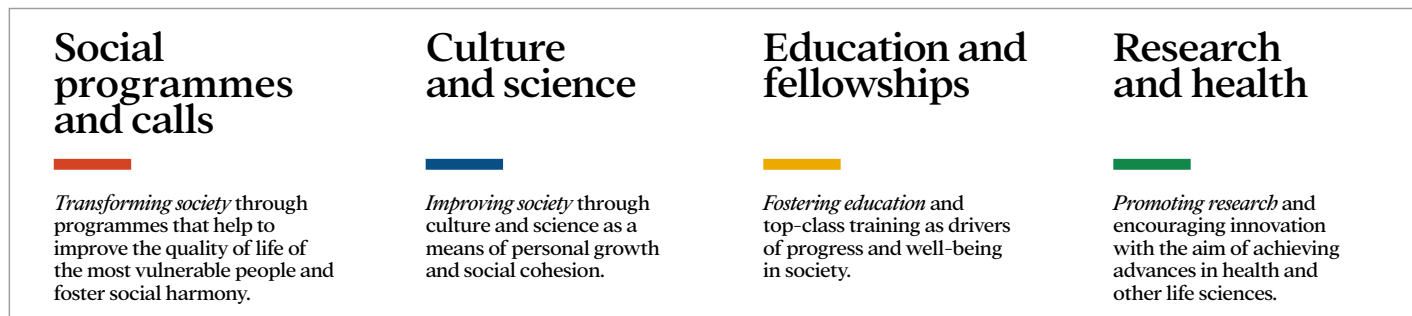 Social
programmes
and calls
Transforming society through
programmes that help to
improve the quality of life of
the most vulnerable people and
foster social harmony.
Culture
and science
Improving society through
culture and science as a
means of personal growth
and social cohesion.
Education and
fellowships
Fostering education and
top-class training as drivers
of progress and well-being
in society.
Research
and health
Promoting research and
encouraging innovation
with the aim of achieving
advances in health and
other life sciences.